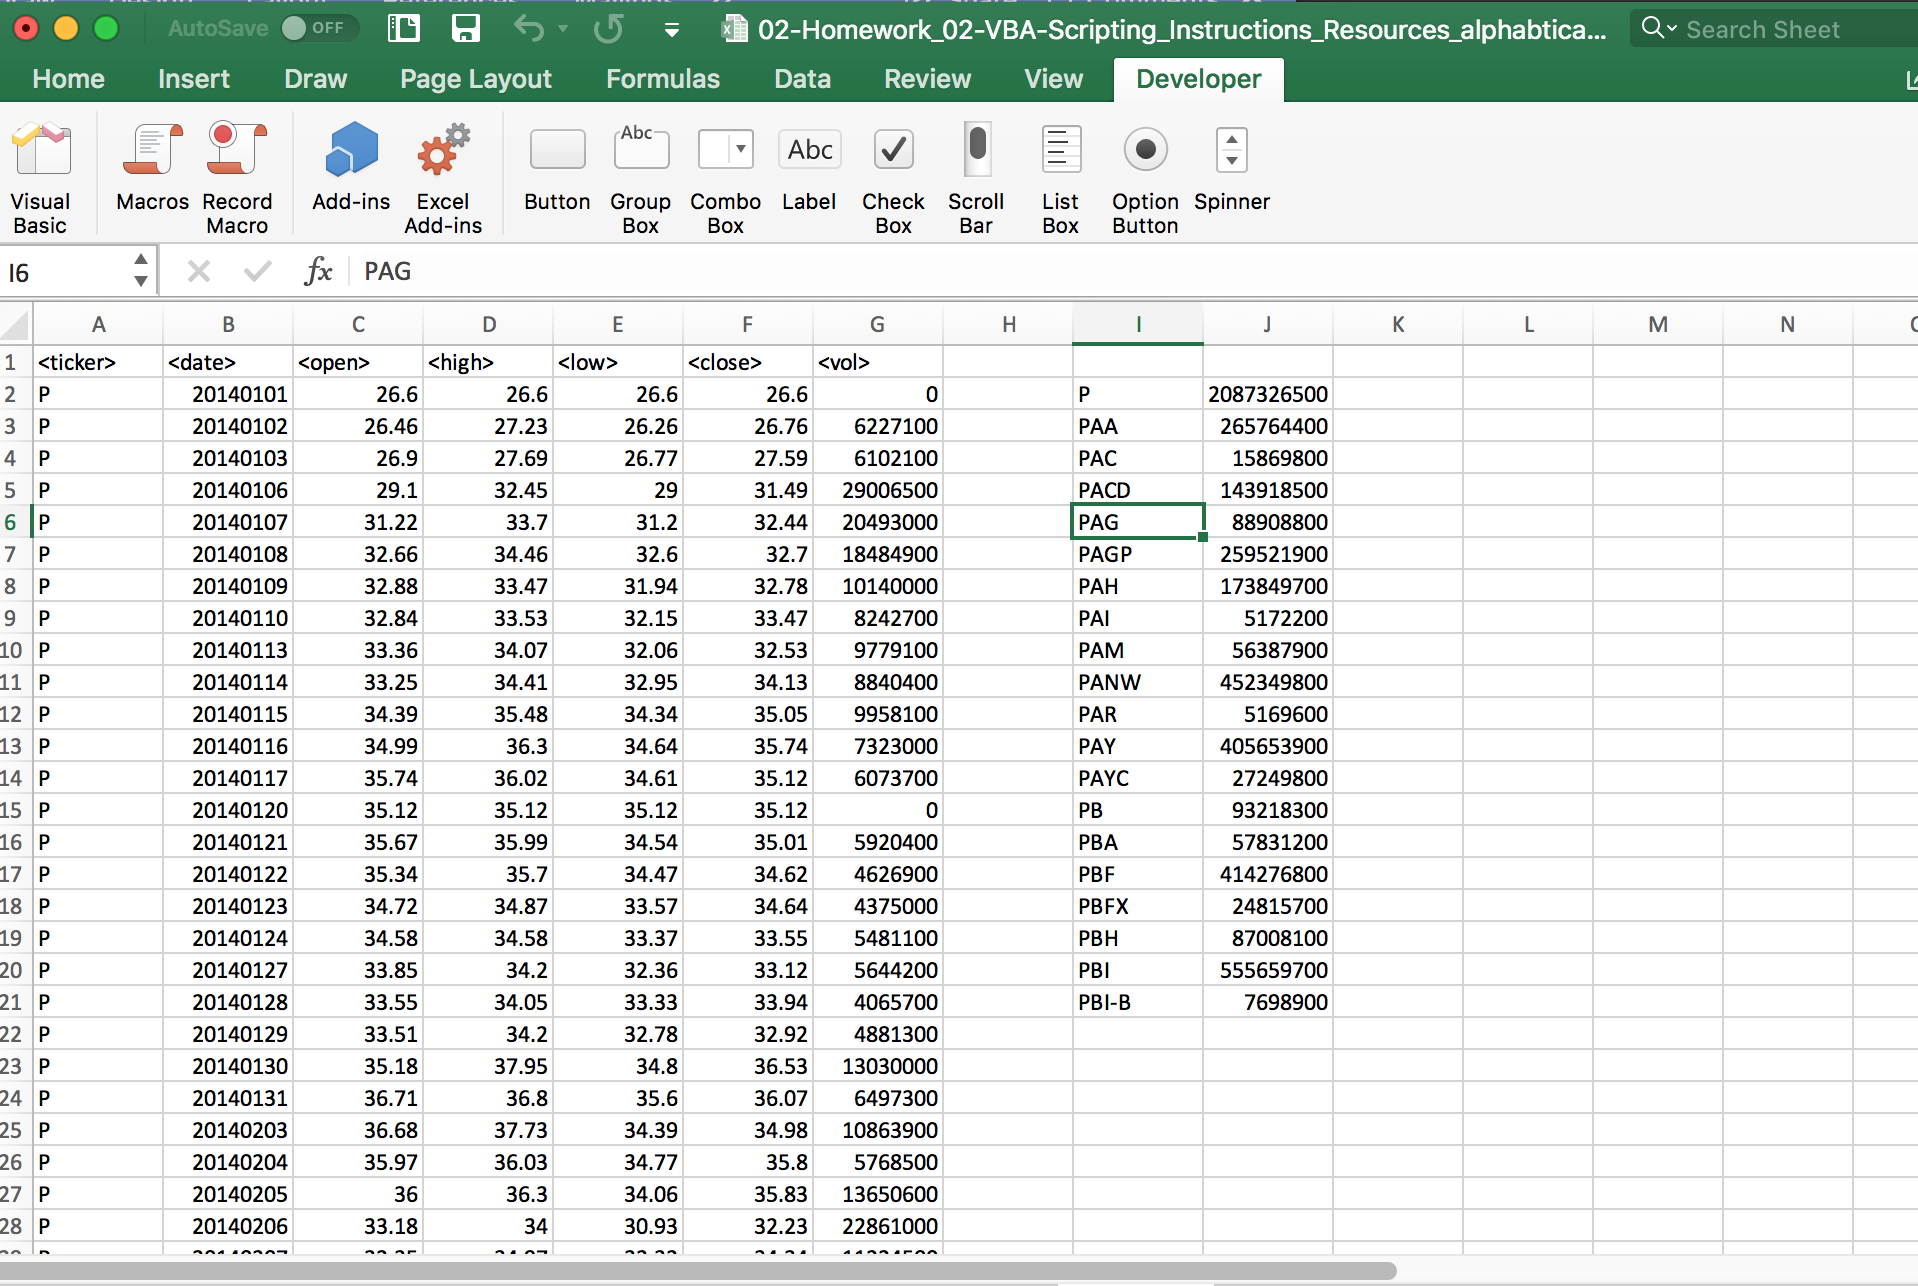 AutoSave OFF 02-Homework_02-VBA-Scripting_Instructions_Resources_alphabtica... Search Sheet
Home Insert Draw Page Layout Formulas Data Review View Developer
Abc Abc
Visual Basic Macros Record Macro Add-ins Excel Add-ins Button Group Box Combo Box Label Check Box Scroll Bar List Box Option Button Spinner
I6 fx PAG
A B C D E F G H I J K L M N
1 <ticker> <date> <open> <high> <low> <close> <vol>
2 P 20140101 26.6 26.6 26.6 26.6 0 P 2087326500
3 P 20140102 26.46 27.23 26.26 26.76 6227100 PAA 265764400
4 P 20140103 26.9 27.69 26.77 27.59 6102100 PAC 15869800
5 P 20140106 29.1 32.45 29 31.49 29006500 PACD 143918500
6 P 20140107 31.22 33.7 31.2 32.44 20493000 PAG 88908800
7 P 20140108 32.66 34.46 32.6 32.7 18484900 PAGP 259521900
8 P 20140109 32.88 33.47 31.94 32.78 10140000 PAH 173849700
9 P 20140110 32.84 33.53 32.15 33.47 8242700 PAI 5172200
10 P 20140113 33.36 34.07 32.06 32.53 9779100 PAM 56387900
11 P 20140114 33.25 34.41 32.95 34.13 8840400 PANW 452349800
12 P 20140115 34.39 35.48 34.34 35.05 9958100 PAR 5169600
13 P 20140116 34.99 36.3 34.64 35.74 7323000 PAY 405653900
14 P 20140117 35.74 36.02 34.61 35.12 6073700 PAYC 27249800
15 P 20140120 35.12 35.12 35.12 35.12 0 PB 93218300
16 P 20140121 35.67 35.99 34.54 35.01 5920400 PBA 57831200
17 P 20140122 35.34 35.7 34.47 34.62 4626900 PBF 414276800
18 P 20140123 34.72 34.87 33.57 34.64 4375000 PBFX 24815700
19 P 20140124 34.58 34.58 33.37 33.55 5481100 PBH 87008100
20 P 20140127 33.85 34.2 32.36 33.12 5644200 PBI 555659700
21 P 20140128 33.55 34.05 33.33 33.94 4065700 PBI-B 7698900
22 P 20140129 33.51 34.2 32.78 32.92 4881300
23 P 20140130 35.18 37.95 34.8 36.53 13030000
24 P 20140131 36.71 36.8 35.6 36.07 6497300
25 P 20140203 36.68 37.73 34.39 34.98 10863900
26 P 20140204 35.97 36.03 34.77 35.8 5768500
27 P 20140205 36 36.3 34.06 35.83 13650600
28 P 20140206 33.18 34 30.93 32.23 22861000